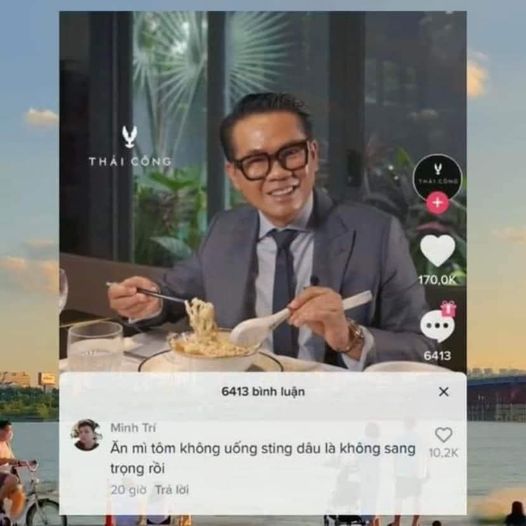 THÁI CÔNG
THÁI CÔNG
170,0K
6413
6413 bình luận
Minh Trí
Ăn mì tôm không uống sting dâu là không sang
trọng rồi
10,2K
20 giờ Trả lời